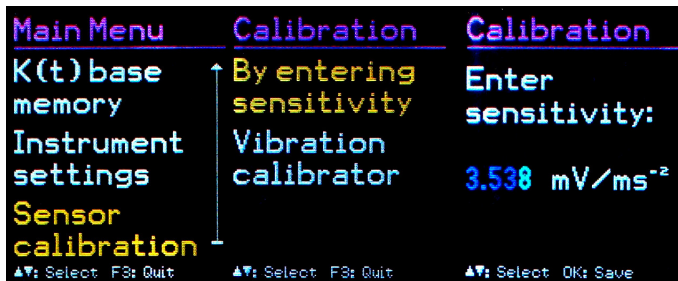 Main Menu
K(t) base
memory
Instrument
settings
Sensor
calibration
▲▼: Select F3: Quit
Calibration
By entering
sensitivity
Vibration
calibrator
▲▼: Select F3: Quit
Calibration
Enter
sensitivity:
3.538 mV/ms⁻²
▲▼: Select OK: Save